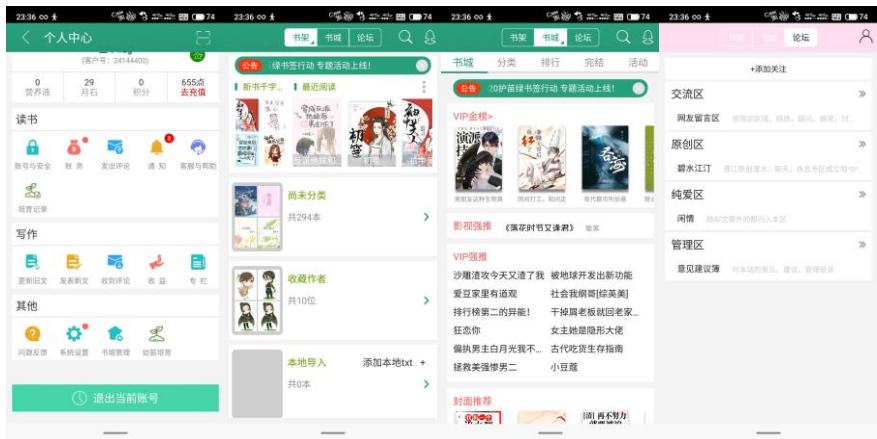 23:36
74
个人中心
(客户号：24144400)
0
29
0
655点
营养液
月石
积分
去充值
读书
账号与安全
账 务
发出评论
通 知
客服与帮助
培育记录
写作
更新旧文
发表新文
收到评论
收 益
专 栏
其他
问题反馈
系统设置
书城管理
幼苗培育
退出当前账号
23:36
74
书架
书城
论坛
公告
绿书签行动 专题活动上线！
新书千字...
最近阅读
尚未分类
共294本
收藏作者
共10位
本地导入
添加本地txt +
共0本
23:36
74
书架
书城
论坛
书城
分类
排行
完结
活动
公告
20护苗绿书签行动 专题活动上线！
VIP金榜>
影视强推
《落花时节又逢君》
VIP强推
沙雕渣攻今天又渣了我
被地球开发出新功能
爱豆家里有道观
社会我纲哥[综英美]
排行榜第二的异能！
干掉屑老板就回老家...
狂恋你
女主她是隐形大佬
偏执男主白月光我不...
古代吃货生存指南
拯救美强惨男二
小豆蔻
封面推荐
23:36
74
论坛
+添加关注
交流区
网友留言区
原创区
碧水江汀
纯爱区
闲情
管理区
意见建议簿